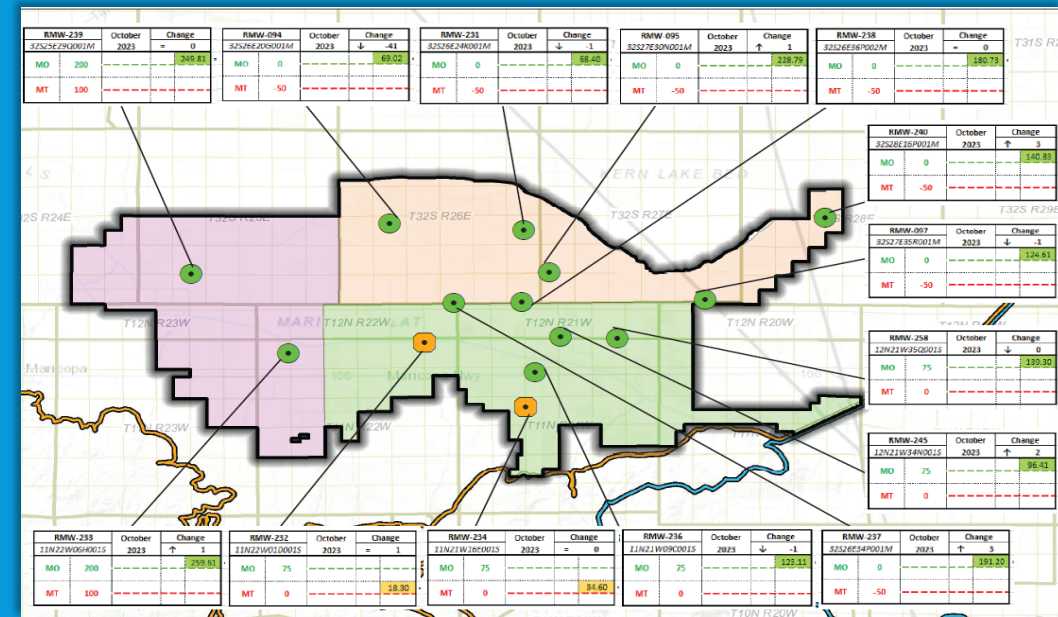 RMW-239 October Change
32S25E29Q001M 2023 = 0
MO 200 249.81
MT 100
RMW-094 October Change
32S26E20G001M 2023 ↓ -41
MO 0 69.02
MT -50
RMW-231 October Change
32S26E24K001M 2023 ↓ -1
MO 0 68.40
MT -50
RMW-095 October Change
32S27E30N001M 2023 ↑ 1
MO 0 228.79
MT -50
RMW-238 October Change
32S26E36P002M 2023 = 0
MO 0 180.73
MT -50
T31S
RMW-240 October Change
32S28E16P001M 2023 ↑ 3
MO 0 140.83
MT -50
KERN LAKE BED
T32S R25E
T32S R26E
T32S R27E
T32S R29E
RMW-097 October Change
32S27E35R001M 2023 ↓ -1
MO 0 124.61
MT -50
T12N R23W
T12N R22W
T12N R21W
T12N R20W
RMW-258 October Change
12N21W35Q001S 2023 ↓ 0
MO 75 139.30
MT 0
Maricopa
166
T11N R23W
RMW-245 October Change
12N21W34N001S 2023 ↑ 2
MO 75 96.41
MT 0
RMW-233 October Change
11N22W06H001S 2023 ↑ 1
MO 200 259.61
MT 100
RMW-232 October Change
11N22W01D001S 2023 = 1
MO 75
MT 0 18.30
RMW-234 October Change
11N21W16E001S 2023 = 0
MO 75
MT 0 34.60
RMW-236 October Change
11N21W09C001S 2023 ↓ -1
MO 75 123.11
MT 0
RMW-237 October Change
32S26E34P001M 2023 ↑ 3
MO 0 191.20
MT -50
T10N R20W